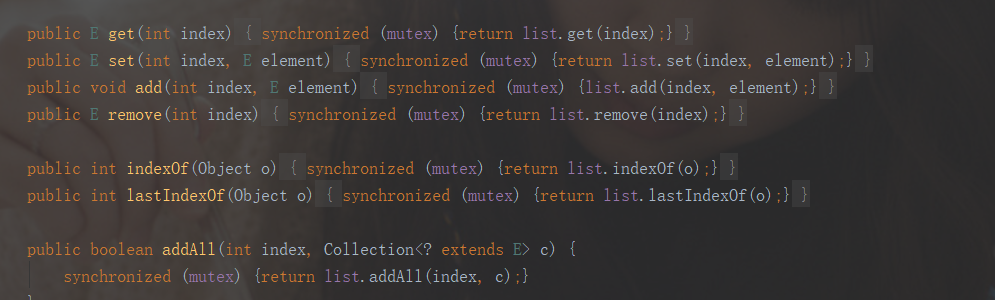 public E get(int index) { synchronized (mutex) {return list.get(index);} }
public E set(int index, E element) { synchronized (mutex) {return list.set(index, element);} }
public void add(int index, E element) { synchronized (mutex) {list.add(index, element);} }
public E remove(int index) { synchronized (mutex) {return list.remove(index);} }
public int indexOf(Object o) { synchronized (mutex) {return list.indexOf(o);} }
public int lastIndexOf(Object o) { synchronized (mutex) {return list.lastIndexOf(o);} }
public boolean addAll(int index, Collection<? extends E> c) {
synchronized (mutex) {return list.addAll(index, c);}
}